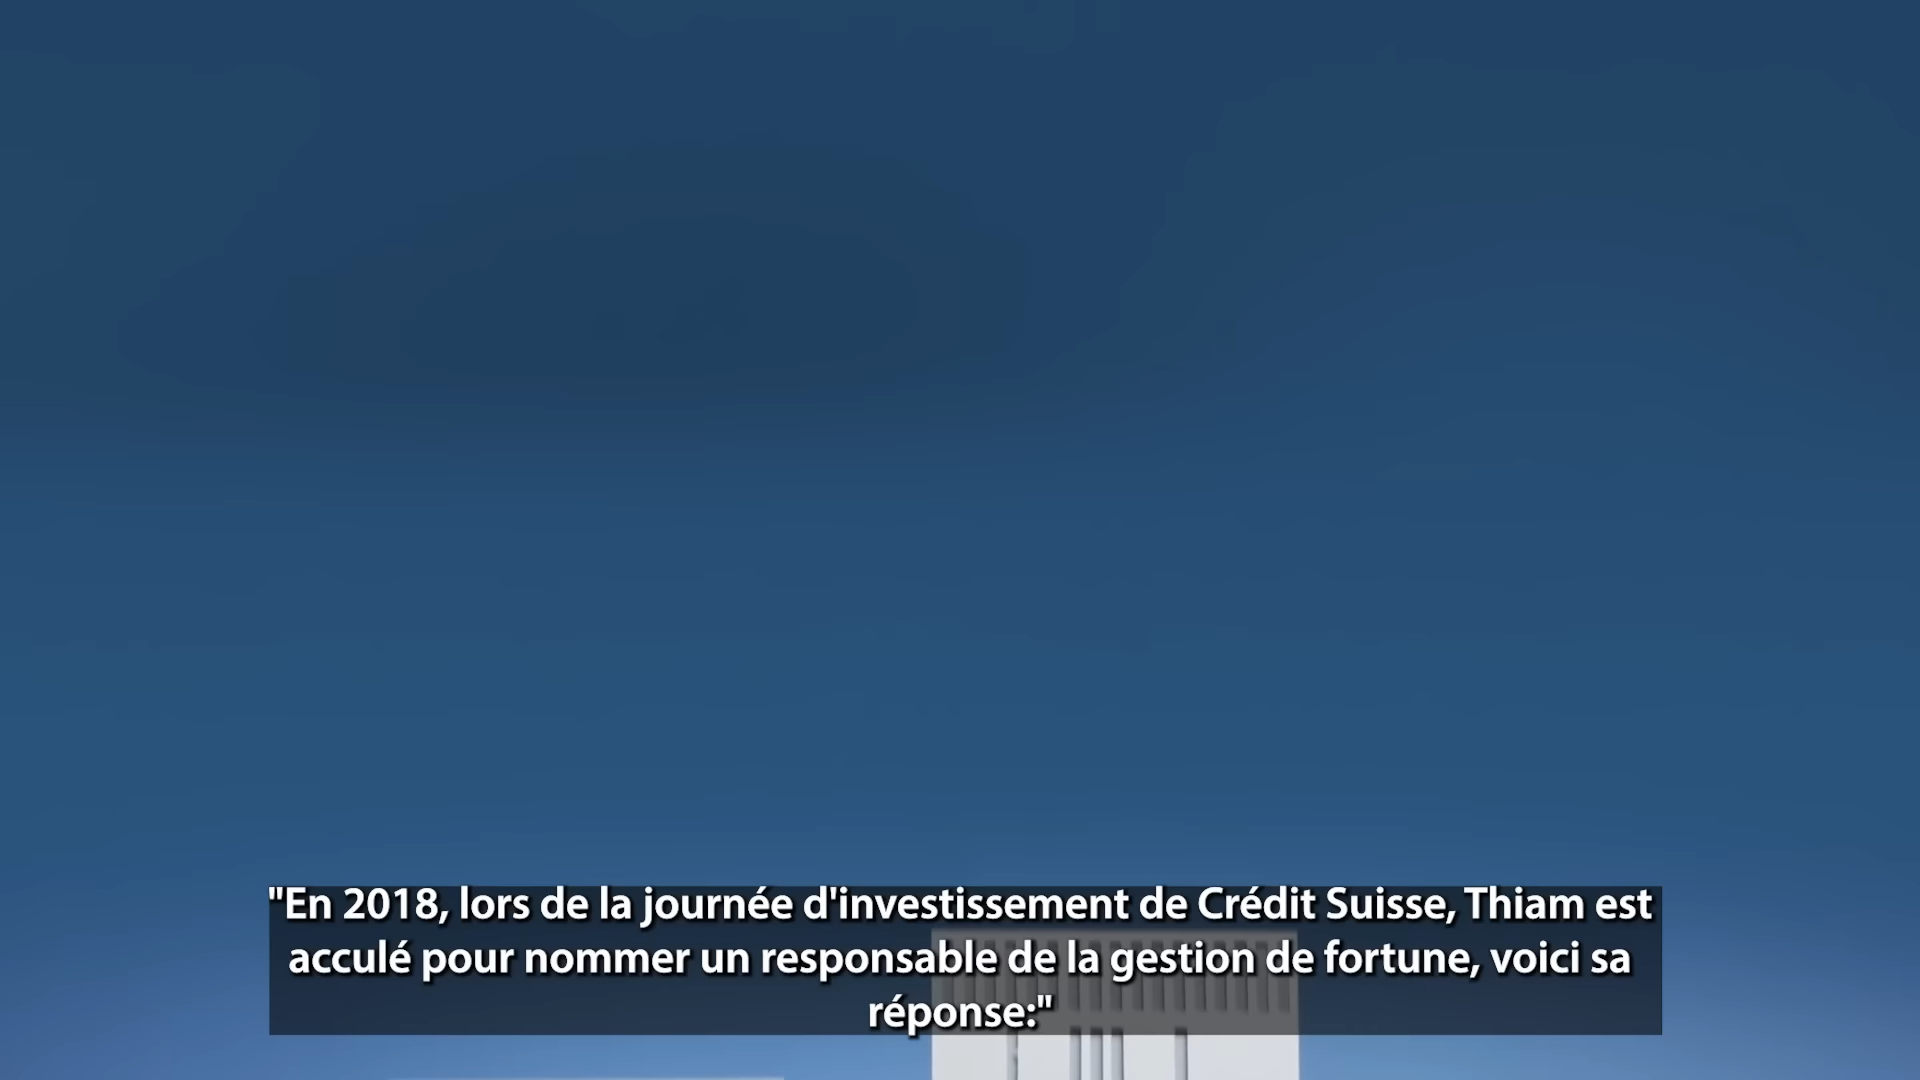 "En 2018, lors de la journée d'investissement de Crédit Suisse, Thiam est
acculé pour nommer un responsable de la gestion de fortune, voici sa
réponse:"